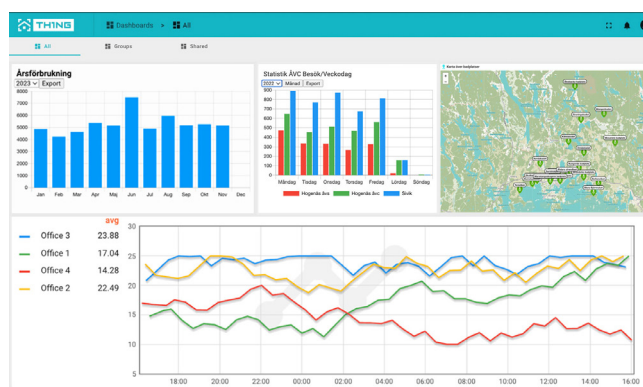 TH1NG
Dashboards > All
All
Groups
Shared
Årsförbrukning
2023
Export
8000
7000
6000
5000
4000
3000
2000
1000
0
Jan Feb Mar Apr Maj Jun Jul Aug Sep Okt Nov Dec
Statistik ÅVC Besök/Veckodag
2022
Månad
Export
900
800
700
600
500
400
300
200
100
0
Måndag Tisdag Onsdag Torsdag Fredag Lördag Söndag
Hogenäs åvc
Hogenäs åvc
Sivik
avg
Office 3 23.88
Office 1 17.04
Office 4 14.28
Office 2 22.49
30
25
20
15
10
5
18:00 20:00 22:00 00:00 02:00 04:00 06:00 08:00 10:00 12:00 14:00 16:00